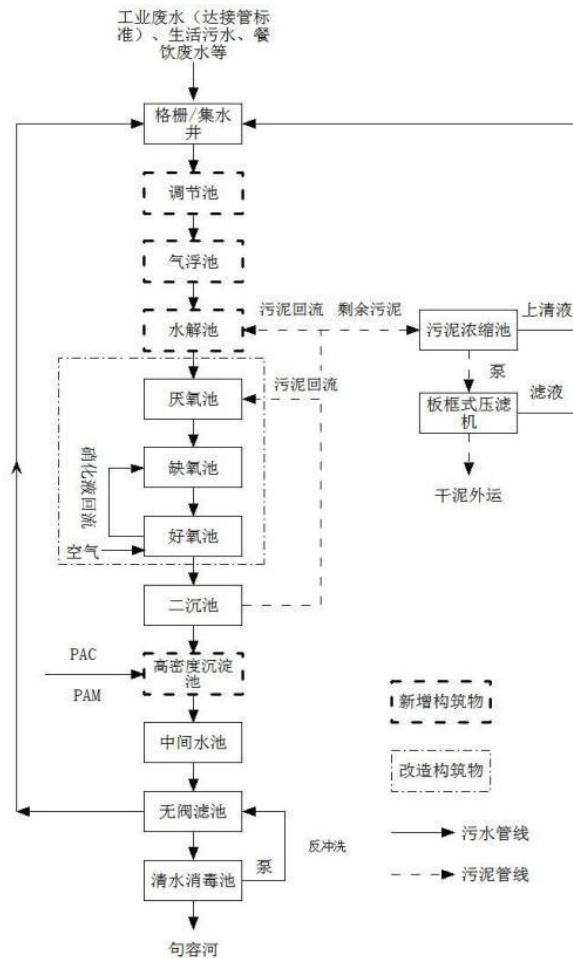 工业废水（达接管标
准）、生活污水、餐
饮废水等
格栅/集水
井
调节池
气浮池
水解池
污泥回流
剩余污泥
污泥浓缩池
上清液
泵
板框式压滤
机
滤液
干泥外运
污泥回流
厌氧池
缺氧池
硝化液回流
好氧池
空气
二沉池
PAC
PAM
高密度沉淀
池
中间水池
无阀滤池
反冲洗
泵
清水消毒池
句容河
新增构筑物
改造构筑物
污水管线
污泥管线